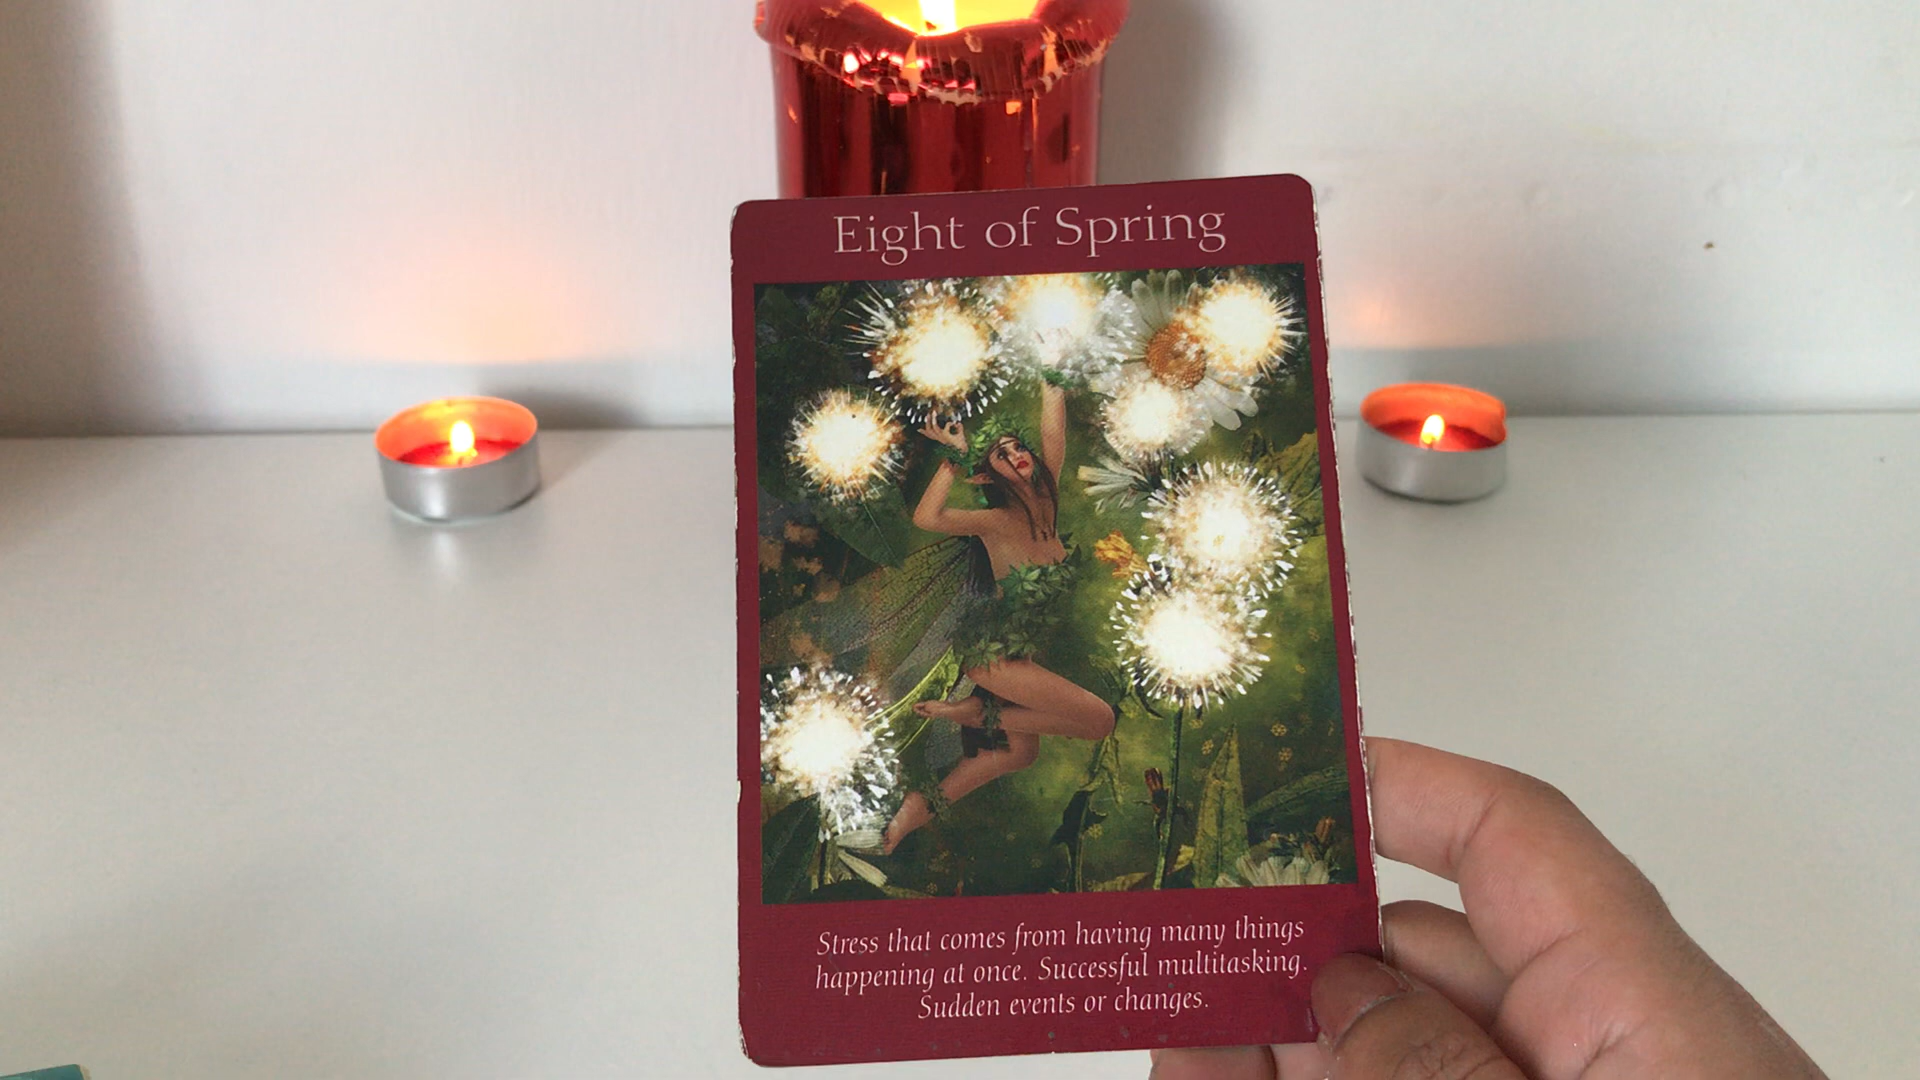 Eight of Spring
Stress that comes from having many things
happening at once. Successful multitasking.
Sudden events or changes.